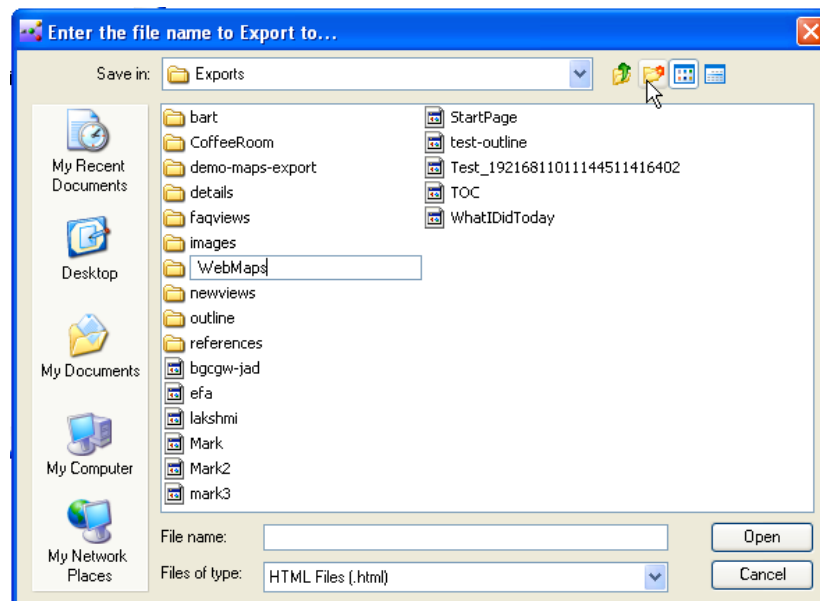 Enter the file name to Export to...
Save in:
Exports
My Recent
Documents
Desktop
My Documents
My Computer
My Network
Places
bart
CoffeeRoom
demo-maps-export
details
faqviews
images
WebMaps
newviews
outline
references
bgcgw-jad
efa
lakshmi
Mark
Mark2
mark3
StartPage
test-outline
Test_19216811011144511416402
TOC
WhatIDidToday
File name:
Open
Files of type:
HTML Files (.html)
Cancel